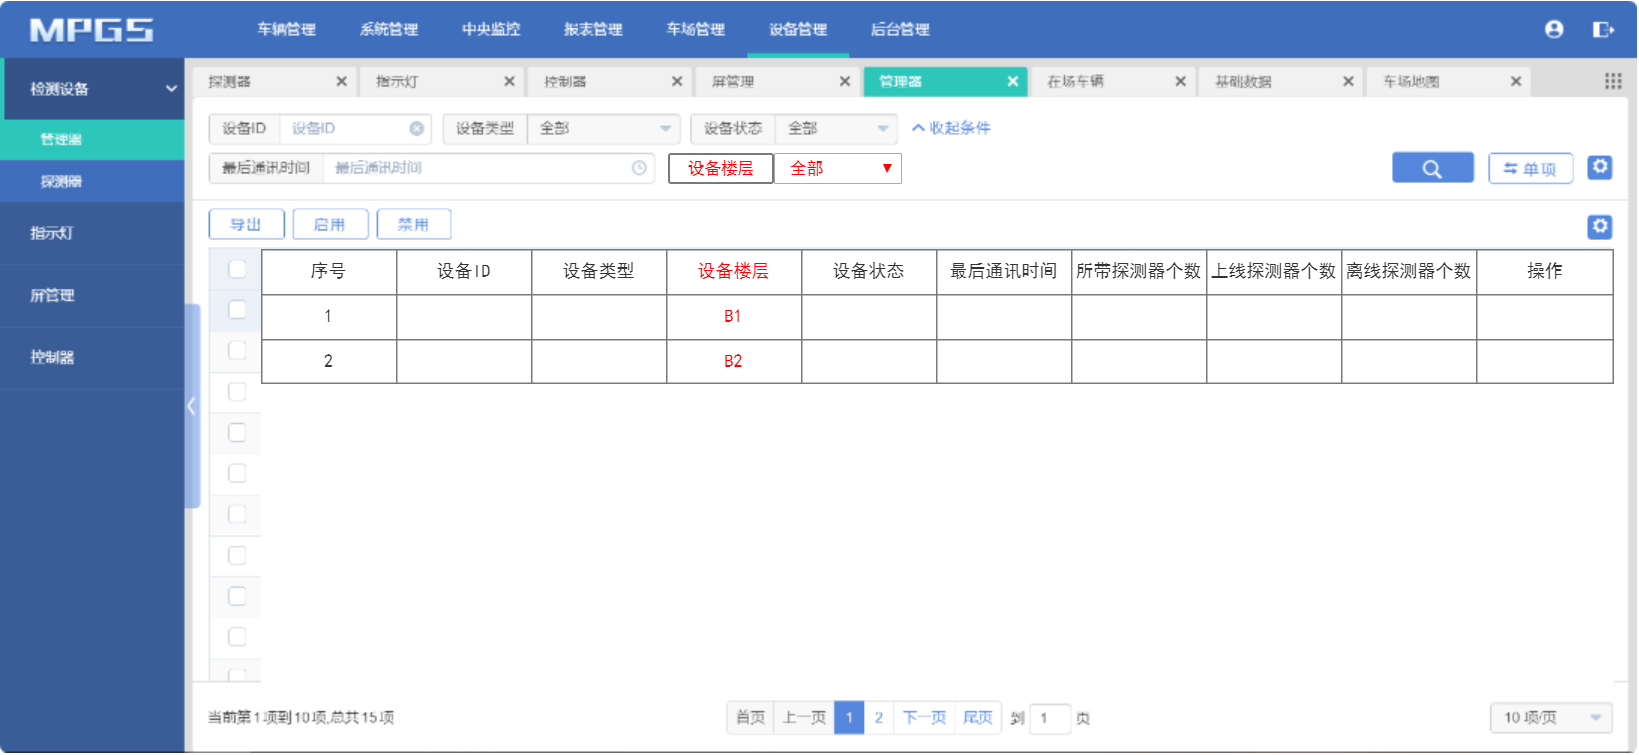 MPGS 车辆管理 系统管理 中央监控 报表管理 车场管理 设备管理 后台管理
检测设备
管理器
探测器
指示灯
屏管理
控制器
探测器 指示灯 控制器 屏管理 管理器 在场车辆 基础数据 车场地图
设备ID 设备ID 设备类型 全部 设备状态 全部 收起条件
最后通讯时间 最后通讯时间 设备楼层 全部 单项
导出 启用 禁用
序号 设备ID 设备类型 设备楼层 设备状态 最后通讯时间 所带探测器个数 上线探测器个数 离线探测器个数 操作
1 B1
2 B2
当前第1项到10项,总共15项 首页 上一页 1 2 下一页 尾页 到 1 页 10 项/页